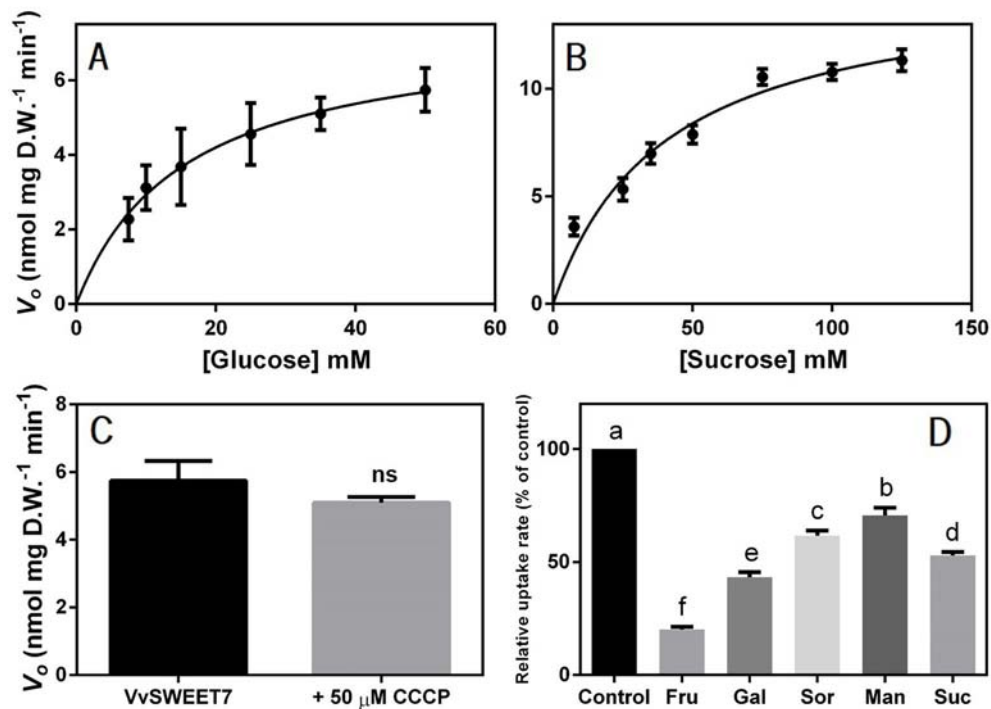 A
V₀ (nmol mg D.W.⁻¹ min⁻¹)
6
4
2
0
0 20 40 60
[Glucose] mM
B
10
5
0
0 50 100 150
[Sucrose] mM
C
V₀ (nmol mg D.W.⁻¹ min⁻¹)
8
6
4
2
0
ns
VvSWEET7 + 50 μM CCCP
D
Relative uptake rate (% of control)
100
50
0
a
f
e
c
b
d
Control Fru Gal Sor Man Suc